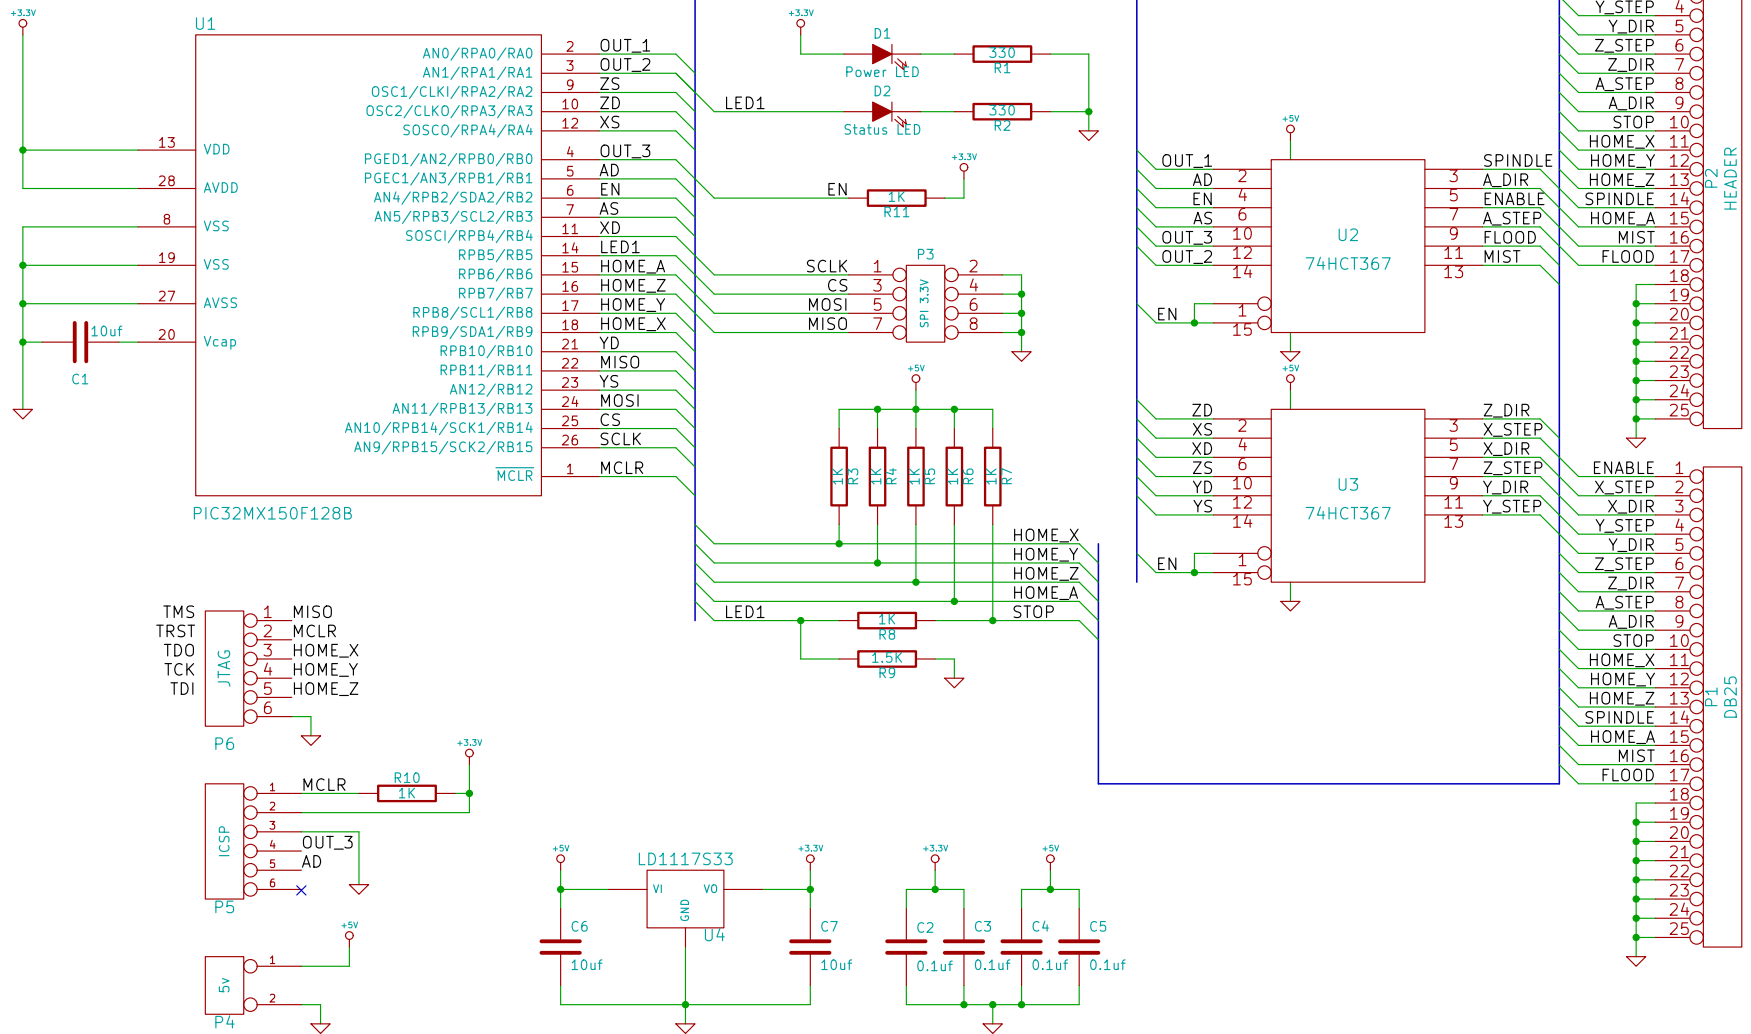 +3.3V
U1
AN0/RPA0/RA0 2 OUT_1
AN1/RPA1/RA1 3 OUT_2
OSC1/CLKI/RPA2/RA2 9 ZS
OSC2/CLKO/RPA3/RA3 10 ZD
SOSCO/RPA4/RA4 12 XS
13 VDD
PGED1/AN2/RPB0/RB0 4 OUT_3
PGEC1/AN3/RPB1/RB1 5 AD
28 AVDD
AN4/RPB2/SDA2/RB2 6 EN
AN5/RPB3/SCL2/RB3 7 AS
8 VSS
SOSCI/RPB4/RB4 11 XD
RPB5/RB5 14 LED1
19 VSS
RPB6/RB6 15 HOME_A
RPB7/RB7 16 HOME_Z
27 AVSS
RPB8/SCL1/RB8 17 HOME_Y
RPB9/SDA1/RB9 18 HOME_X
10uf
C1
20 Vcap
RPB10/RB10 21 YD
RPB11/RB11 22 MISO
AN12/RB12 23 YS
AN11/RPB13/RB13 24 MOSI
AN10/RPB14/SCK1/RB14 25 CS
AN9/RPB15/SCK2/RB15 26 SCLK
MCLR 1 MCLR
PIC32MX150F128B
+3.3V
D1
Power LED
330
R1
LED1
D2
Status LED
330
R2
+3.3V
EN
1K
R11
P3
SPI 3.3V
SCLK 1 2
CS 3 4
MOSI 5 6
MISO 7 8
+5V
1K R3
1K R4
1K R5
1K R6
1K R7
HOME_X
HOME_Y
HOME_Z
HOME_A
LED1
1K
R8
STOP
1.5K
R9
+5V
OUT_1 2 3 SPINDLE
AD 4 5 A_DIR
EN 6 7 ENABLE
AS 10 9 A_STEP
OUT_3 12 11 FLOOD
OUT_2 14 13 MIST
U2
74HCT367
EN 1
15
+5V
ZD 2 3 Z_DIR
XS 4 5 X_STEP
XD 6 7 X_DIR
ZS 10 9 Z_STEP
YD 12 11 Y_DIR
YS 14 13 Y_STEP
U3
74HCT367
EN 1
15
Y_STEP 4
Y_DIR 5
Z_STEP 6
Z_DIR 7
A_STEP 8
A_DIR 9
STOP 10
HOME_X 11
HOME_Y 12
HOME_Z 13
SPINDLE 14
HOME_A 15
MIST 16
FLOOD 17
18
19
20
21
22
23
24
25
P2
HEADER
ENABLE 1
X_STEP 2
X_DIR 3
Y_STEP 4
Y_DIR 5
Z_STEP 6
Z_DIR 7
A_STEP 8
A_DIR 9
STOP 10
HOME_X 11
HOME_Y 12
HOME_Z 13
SPINDLE 14
HOME_A 15
MIST 16
FLOOD 17
18
19
20
21
22
23
24
25
P1
DB25
TMS 1 MISO
TRST 2 MCLR
TDO 3 HOME_X
TCK 4 HOME_Y
TDI 5 HOME_Z
6
JTAG
P6
+3.3V
1 MCLR
R10
1K
2
3
4 OUT_3
5 AD
6
ICSP
P5
+5V
1
2
5v
P4
+5V
LD1117S33
+3.3V
VI VO
GND
U4
C6
10uf
C7
10uf
+3.3V
+5V
C2
0.1uf
C3
0.1uf
C4
0.1uf
C5
0.1uf